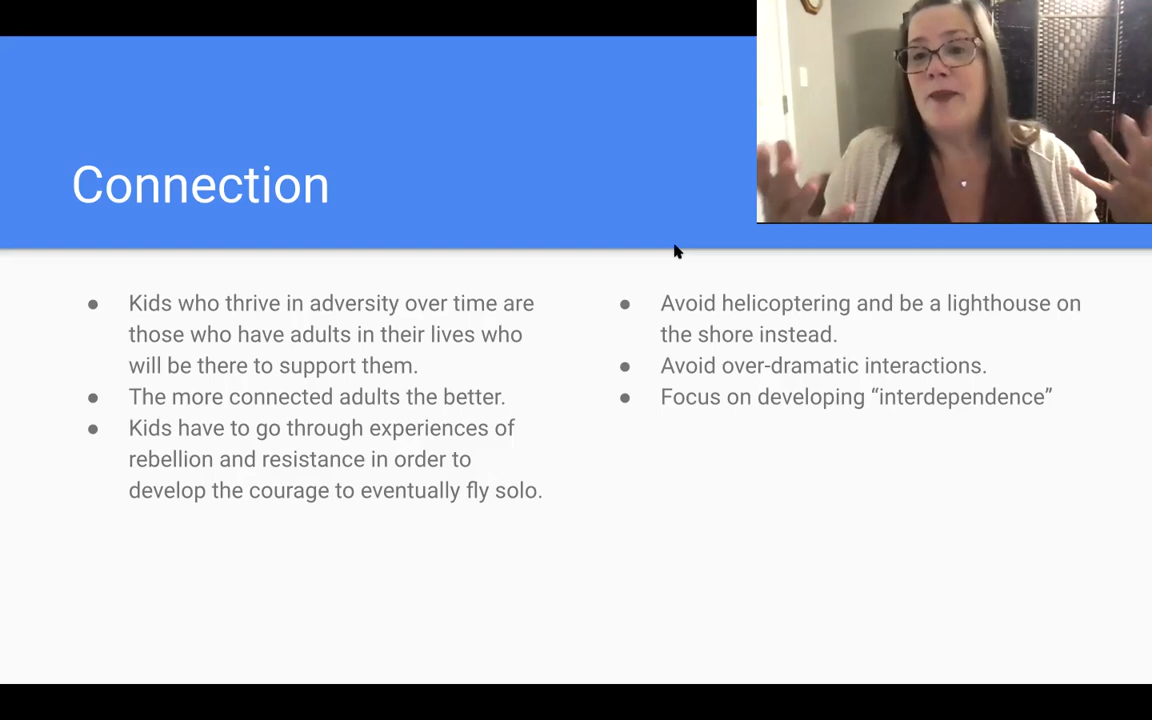 Connection
● Kids who thrive in adversity over time are
those who have adults in their lives who
will be there to support them.
● The more connected adults the better.
● Kids have to go through experiences of
rebellion and resistance in order to
develop the courage to eventually fly solo.
● Avoid helicoptering and be a lighthouse on
the shore instead.
● Avoid over-dramatic interactions.
● Focus on developing “interdependence”